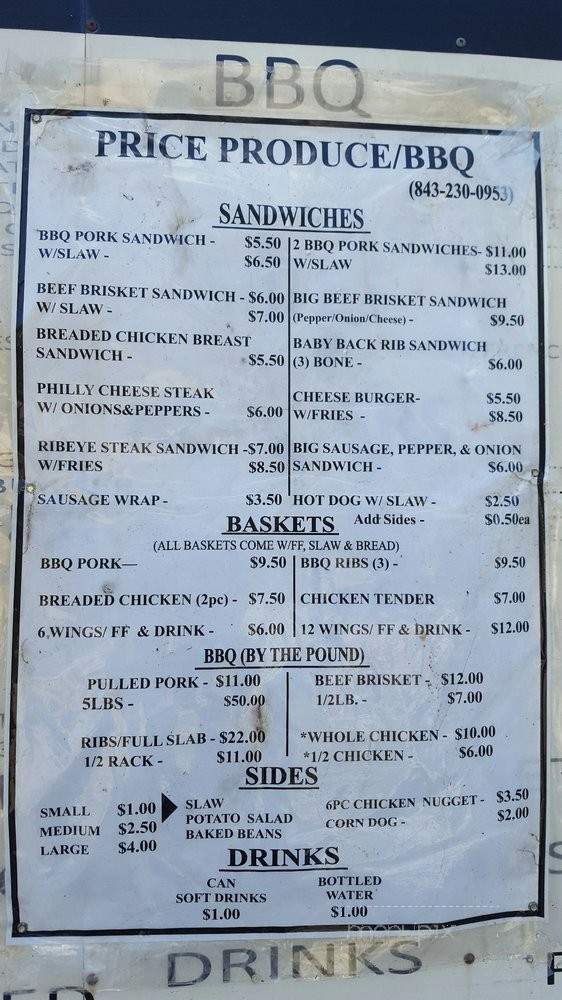 BBQ
PRICE PRODUCE/BBQ
(843-230-0953)
SANDWICHES
BBQ PORK SANDWICH - $5.50
W/SLAW - $6.50
2 BBQ PORK SANDWICHES- $11.00
W/SLAW $13.00
BEEF BRISKET SANDWICH - $6.00
W/ SLAW - $7.00
BIG BEEF BRISKET SANDWICH
(Pepper/Onion/Cheese) - $9.50
BREADED CHICKEN BREAST
SANDWICH - $5.50
BABY BACK RIB SANDWICH
(3) BONE - $6.00
PHILLY CHEESE STEAK
W/ ONIONS&PEPPERS - $6.00
CHEESE BURGER- $5.50
W/FRIES - $8.50
RIBEYE STEAK SANDWICH -$7.00
W/FRIES $8.50
BIG SAUSAGE, PEPPER, & ONION
SANDWICH - $6.00
SAUSAGE WRAP - $3.50
HOT DOG W/ SLAW - $2.50
Add Sides - $0.50ea
BASKETS
(ALL BASKETS COME W/FF, SLAW & BREAD)
BBQ PORK— $9.50
BBQ RIBS (3) - $9.50
BREADED CHICKEN (2pc) - $7.50
CHICKEN TENDER $7.00
6 WINGS/ FF & DRINK - $6.00
12 WINGS/ FF & DRINK - $12.00
BBQ (BY THE POUND)
PULLED PORK - $11.00
5LBS - $50.00
BEEF BRISKET - $12.00
1/2LB. - $7.00
RIBS/FULL SLAB - $22.00
1/2 RACK - $11.00
*WHOLE CHICKEN - $10.00
*1/2 CHICKEN - $6.00
SIDES
SMALL $1.00
MEDIUM $2.50
LARGE $4.00
SLAW
POTATO SALAD
BAKED BEANS
6PC CHICKEN NUGGET - $3.50
CORN DOG - $2.00
DRINKS
CAN
SOFT DRINKS
$1.00
BOTTLED
WATER
$1.00
menupix
DRINKS